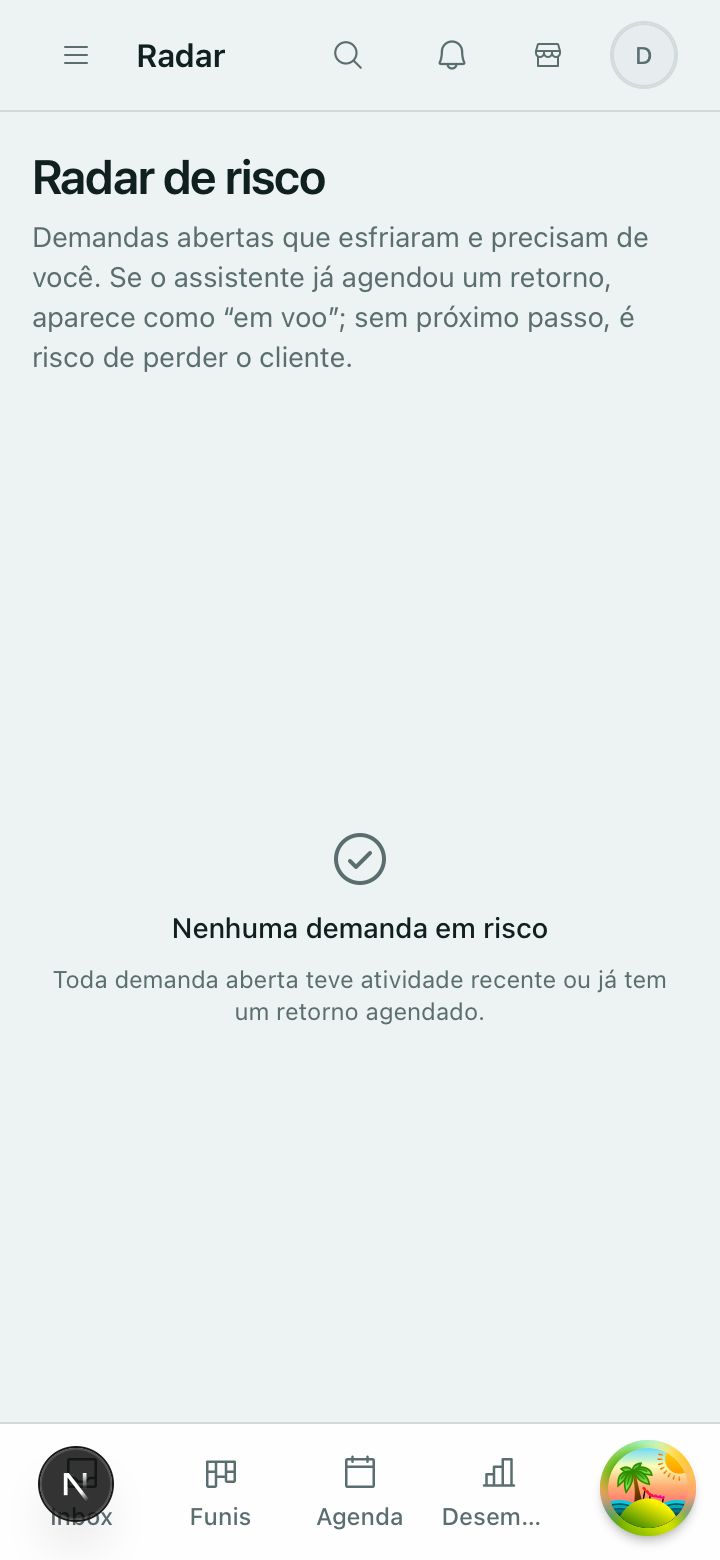 Radar
D
Radar de risco
Demandas abertas que esfriaram e precisam de
você. Se o assistente já agendou um retorno,
aparece como “em voo”; sem próximo passo, é
risco de perder o cliente.
Nenhuma demanda em risco
Toda demanda aberta teve atividade recente ou já tem
um retorno agendado.
N
Inbox
Funis
Agenda
Desem...